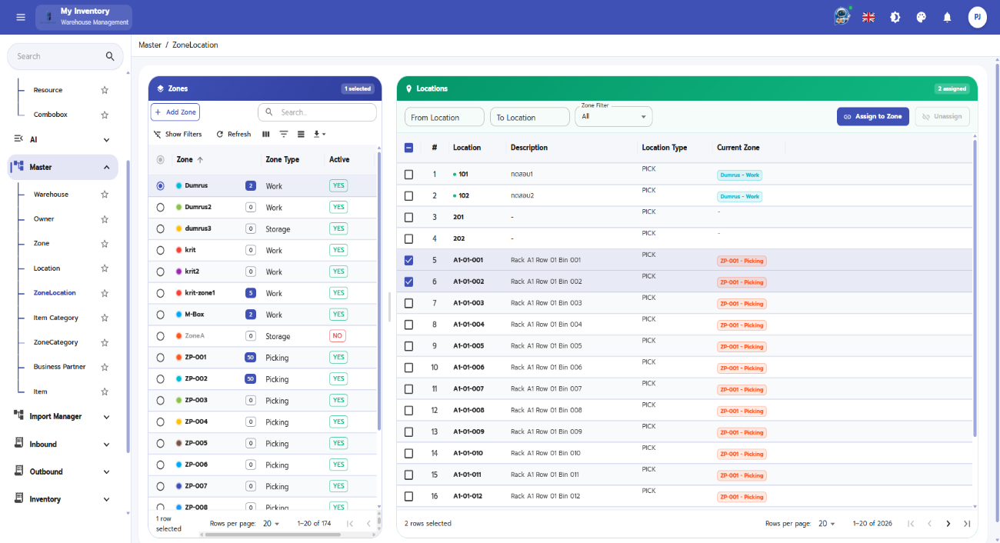 My Inventory
Warehouse Management
PJ
Search
Master / ZoneLocation
Resource
Combobox
AI
Master
Warehouse
Owner
Zone
Location
ZoneLocation
Item Category
ZoneCategory
Business Partner
Item
Import Manager
Inbound
Outbound
Inventory
Zones 1 selected
+ Add Zone Search..
Show Filters Refresh
Zone Zone Type Active
Dumrus 2 Work YES
Dumrus2 0 Work YES
dumrus3 0 Storage YES
krit 0 Work YES
krit2 0 Work YES
krit-zone1 5 Work YES
M-Box 2 Work YES
ZoneA 0 Storage NO
ZP-001 50 Picking YES
ZP-002 50 Picking YES
ZP-003 0 Picking YES
ZP-004 0 Picking YES
ZP-005 0 Picking YES
ZP-006 0 Picking YES
ZP-007 0 Picking YES
ZP-008 0 Picking YES
1 row selected Rows per page: 20 1–20 of 174
Locations 2 assigned
From Location To Location Zone Filter All Assign to Zone Unassign
# Location Description Location Type Current Zone
1 101 ทดสอบ1 PICK Dumrus - Work
2 102 ทดสอบ2 PICK Dumrus - Work
3 201 - PICK -
4 202 - PICK -
5 A1-01-001 Rack A1 Row 01 Bin 001 PICK ZP-001 - Picking
6 A1-01-002 Rack A1 Row 01 Bin 002 PICK ZP-001 - Picking
7 A1-01-003 Rack A1 Row 01 Bin 003 PICK ZP-001 - Picking
8 A1-01-004 Rack A1 Row 01 Bin 004 PICK ZP-001 - Picking
9 A1-01-005 Rack A1 Row 01 Bin 005 PICK ZP-001 - Picking
10 A1-01-006 Rack A1 Row 01 Bin 006 PICK ZP-001 - Picking
11 A1-01-007 Rack A1 Row 01 Bin 007 PICK ZP-001 - Picking
12 A1-01-008 Rack A1 Row 01 Bin 008 PICK ZP-001 - Picking
13 A1-01-009 Rack A1 Row 01 Bin 009 PICK ZP-001 - Picking
14 A1-01-010 Rack A1 Row 01 Bin 010 PICK ZP-001 - Picking
15 A1-01-011 Rack A1 Row 01 Bin 011 PICK ZP-001 - Picking
16 A1-01-012 Rack A1 Row 01 Bin 012 PICK ZP-001 - Picking
2 rows selected Rows per page: 20 1–20 of 2026